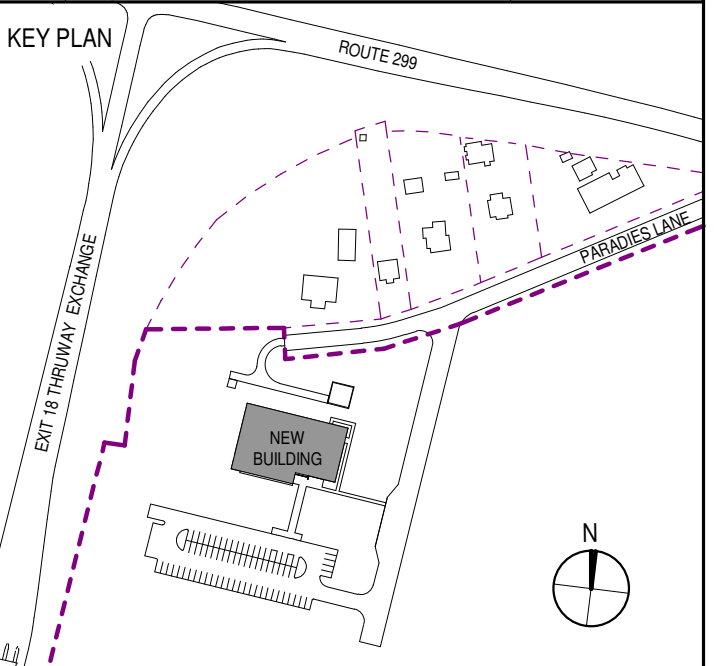 KEY PLAN
ROUTE 299
PARADIES LANE
EXIT 18 THRUWAY EXCHANGE
NEW
BUILDING
N